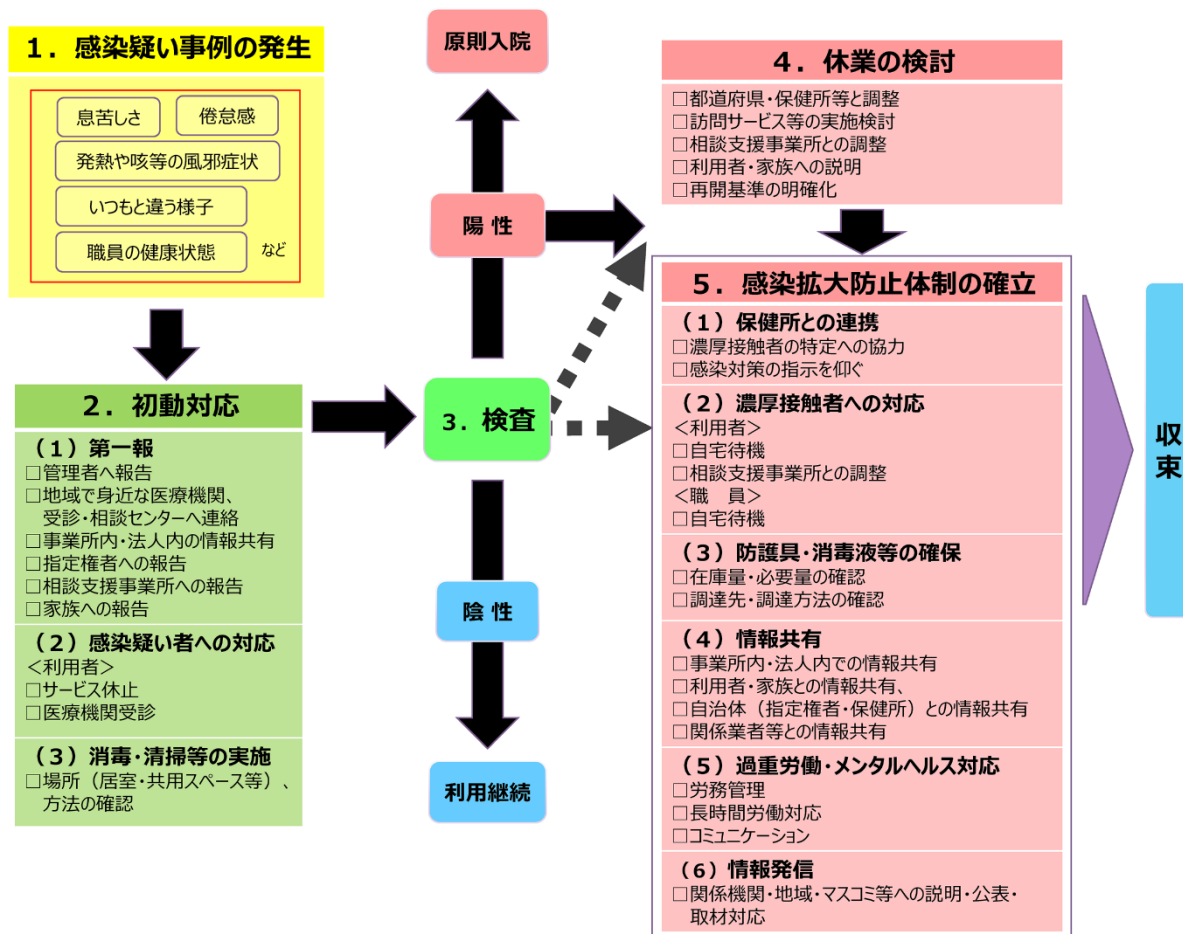 1．感染疑い事例の発生
息苦しさ
倦怠感
発熱や咳等の風邪症状
いつもと違う様子
職員の健康状態
など
2．初動対応
（1）第一報
□管理者へ報告
□地域で身近な医療機関、
受診・相談センターへ連絡
□事業所内・法人内の情報共有
□指定権者への報告
□相談支援事業所への報告
□家族への報告
（2）感染疑い者への対応
＜利用者＞
□サービス休止
□医療機関受診
（3）消毒・清掃等の実施
□場所（居室・共用スペース等）、
方法の確認
原則入院
陽 性
3．検査
陰 性
利用継続
4．休業の検討
□都道府県・保健所等と調整
□訪問サービス等の実施検討
□相談支援事業所との調整
□利用者・家族への説明
□再開基準の明確化
5．感染拡大防止体制の確立
（1）保健所との連携
□濃厚接触者の特定への協力
□感染対策の指示を仰ぐ
（2）濃厚接触者への対応
＜利用者＞
□自宅待機
□相談支援事業所との調整
＜職　員＞
□自宅待機
（3）防護具・消毒液等の確保
□在庫量・必要量の確認
□調達先・調達方法の確認
（4）情報共有
□事業所内・法人内での情報共有
□利用者・家族との情報共有、
□自治体（指定権者・保健所）との情報共有
□関係業者等との情報共有
（5）過重労働・メンタルヘルス対応
□労務管理
□長時間労働対応
□コミュニケーション
（6）情報発信
□関係機関・地域・マスコミ等への説明・公表・
取材対応
収束